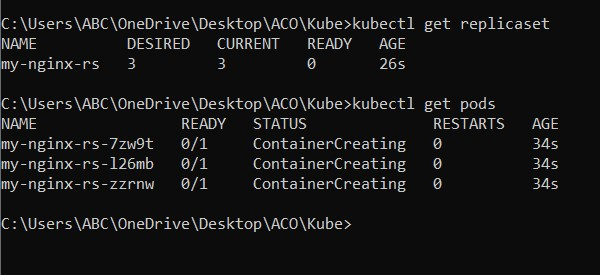 C:\Users\ABC\OneDrive\Desktop\ACO\Kube>kubectl get replicaset
NAME DESIRED CURRENT READY AGE
my-nginx-rs 3 3 0 26s
C:\Users\ABC\OneDrive\Desktop\ACO\Kube>kubectl get pods
NAME READY STATUS RESTARTS AGE
my-nginx-rs-7zw9t 0/1 ContainerCreating 0 34s
my-nginx-rs-l26mb 0/1 ContainerCreating 0 34s
my-nginx-rs-zzrnw 0/1 ContainerCreating 0 34s
C:\Users\ABC\OneDrive\Desktop\ACO\Kube>